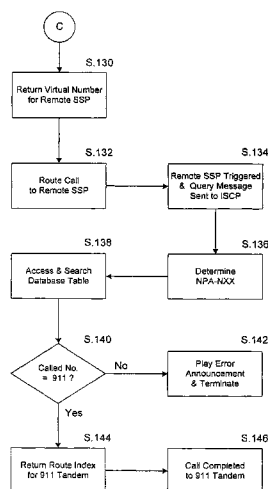 C
S.130
Return Virtual Number
for Remote SSP
S.132
Route Call
to Remote SSP
S.134
Remote SSP Triggered
& Query Message
Sent to ISCP
S.136
Determine
NPA-NXX
S.138
Access & Search
Database Table
S.140
Called No.
= 911 ?
No
Yes
S.142
Play Error
Announcement
& Terminate
S.144
Return Route Index
for 911 Tandem
S.146
Call Completed
to 911 Tandem